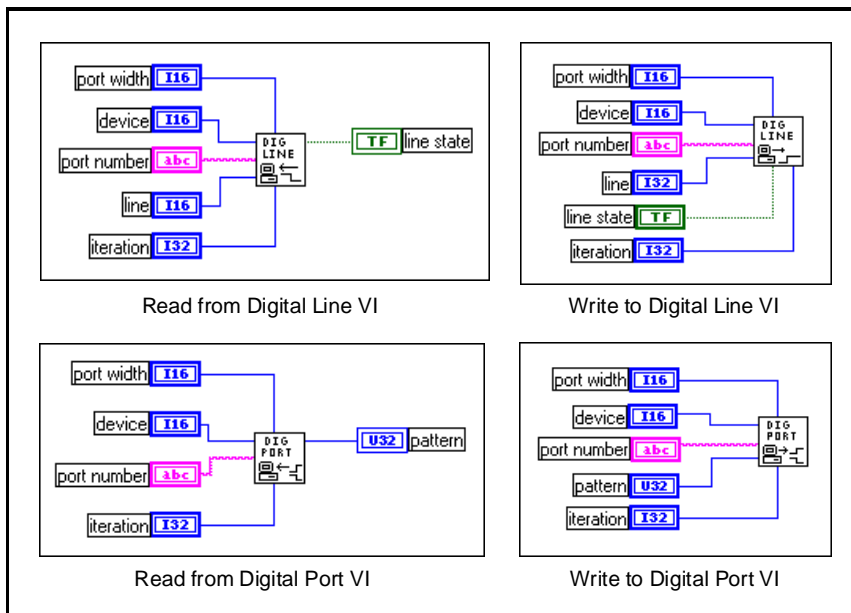 port width I16
device I16
port number abc
line I16
iteration I32
DIG
LINE
TF line state
Read from Digital Line VI
port width I16
device I16
port number abc
line I32
line state TF
iteration I32
DIG
LINE
Write to Digital Line VI
port width I16
device I16
port number abc
iteration I32
DIG
PORT
U32 pattern
Read from Digital Port VI
port width I16
device I16
port number abc
pattern U32
iteration I32
DIG
PORT
Write to Digital Port VI